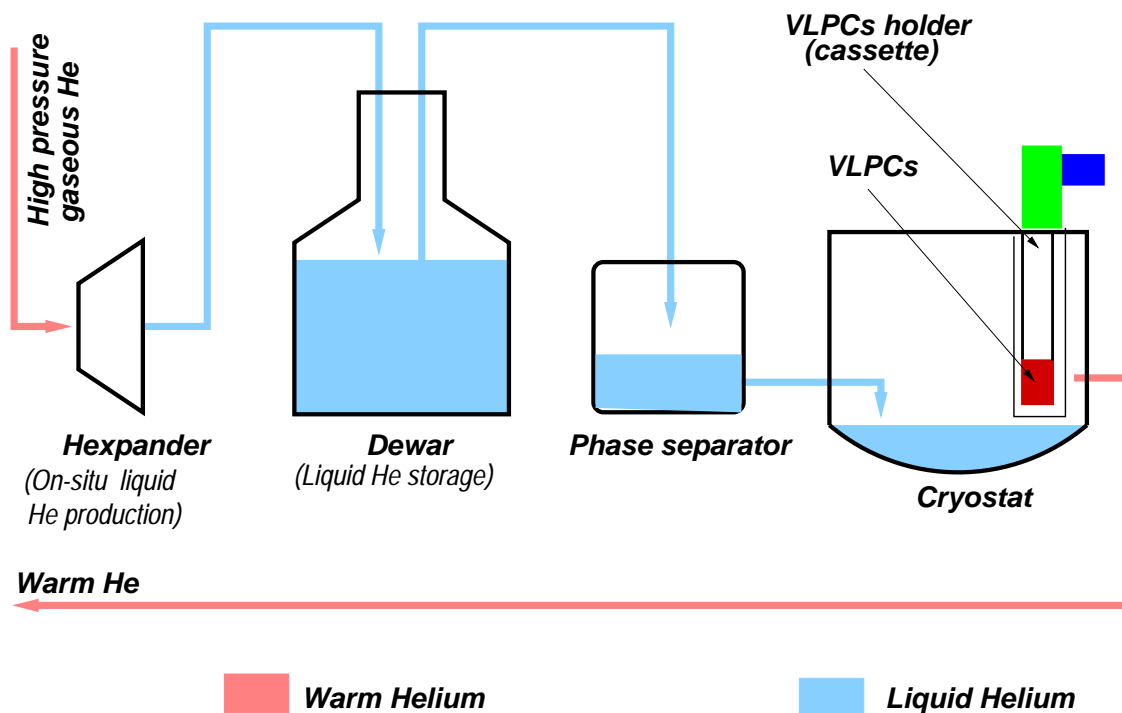 High pressure
gaseous He
VLPCs holder
(cassette)
VLPCs
Hexpander
(On-situ liquid
He production)
Dewar
(Liquid He storage)
Phase separator
Cryostat
Warm He
Warm Helium
Liquid Helium